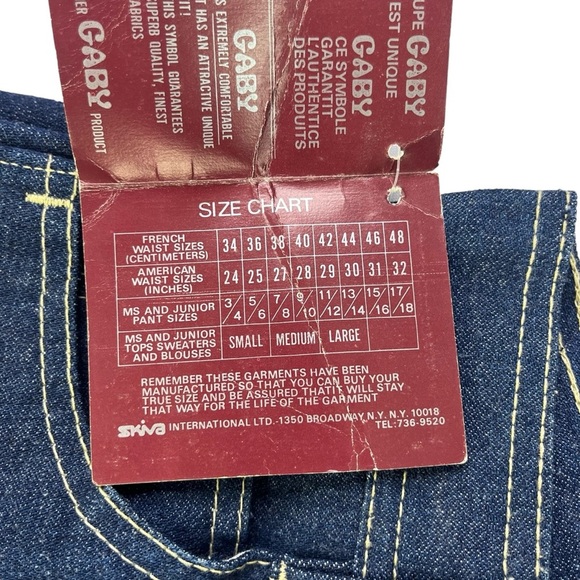 PER
GABY
PRODUCT
THIS SYMBOL GUARANTEES
SUPERB QUALITY, FINEST
FABRICS
GABY
IS EXTREMELY COMFORTABLE
HAS AN ATTRACTIVE UNIQUE
IT!
GABY
CE SYMBOLE
GARANTIT
L'AUTHENTICE
DES PRODUITS
GABY
UPE
EST UNIQUE
SIZE CHART
FRENCH WAIST SIZES (CENTIMETERS) 34 36 38 40 42 44 46 48
AMERICAN WAIST SIZES (INCHES) 24 25 27 28 29 30 31 32
MS AND JUNIOR PANT SIZES 3/4 5/6 7/8 9/10 11/12 13/14 15/16 17/18
MS AND JUNIOR TOPS SWEATERS AND BLOUSES SMALL MEDIUM LARGE
REMEMBER THESE GARMENTS HAVE BEEN
MANUFACTURED SO THAT YOU CAN BUY YOUR
TRUE SIZE AND BE ASSURED THAT IT WILL STAY
THAT WAY FOR THE LIFE OF THE GARMENT
SKIVA INTERNATIONAL LTD.-1350 BROADWAY N.Y. N.Y. 10018
TEL:736-9520